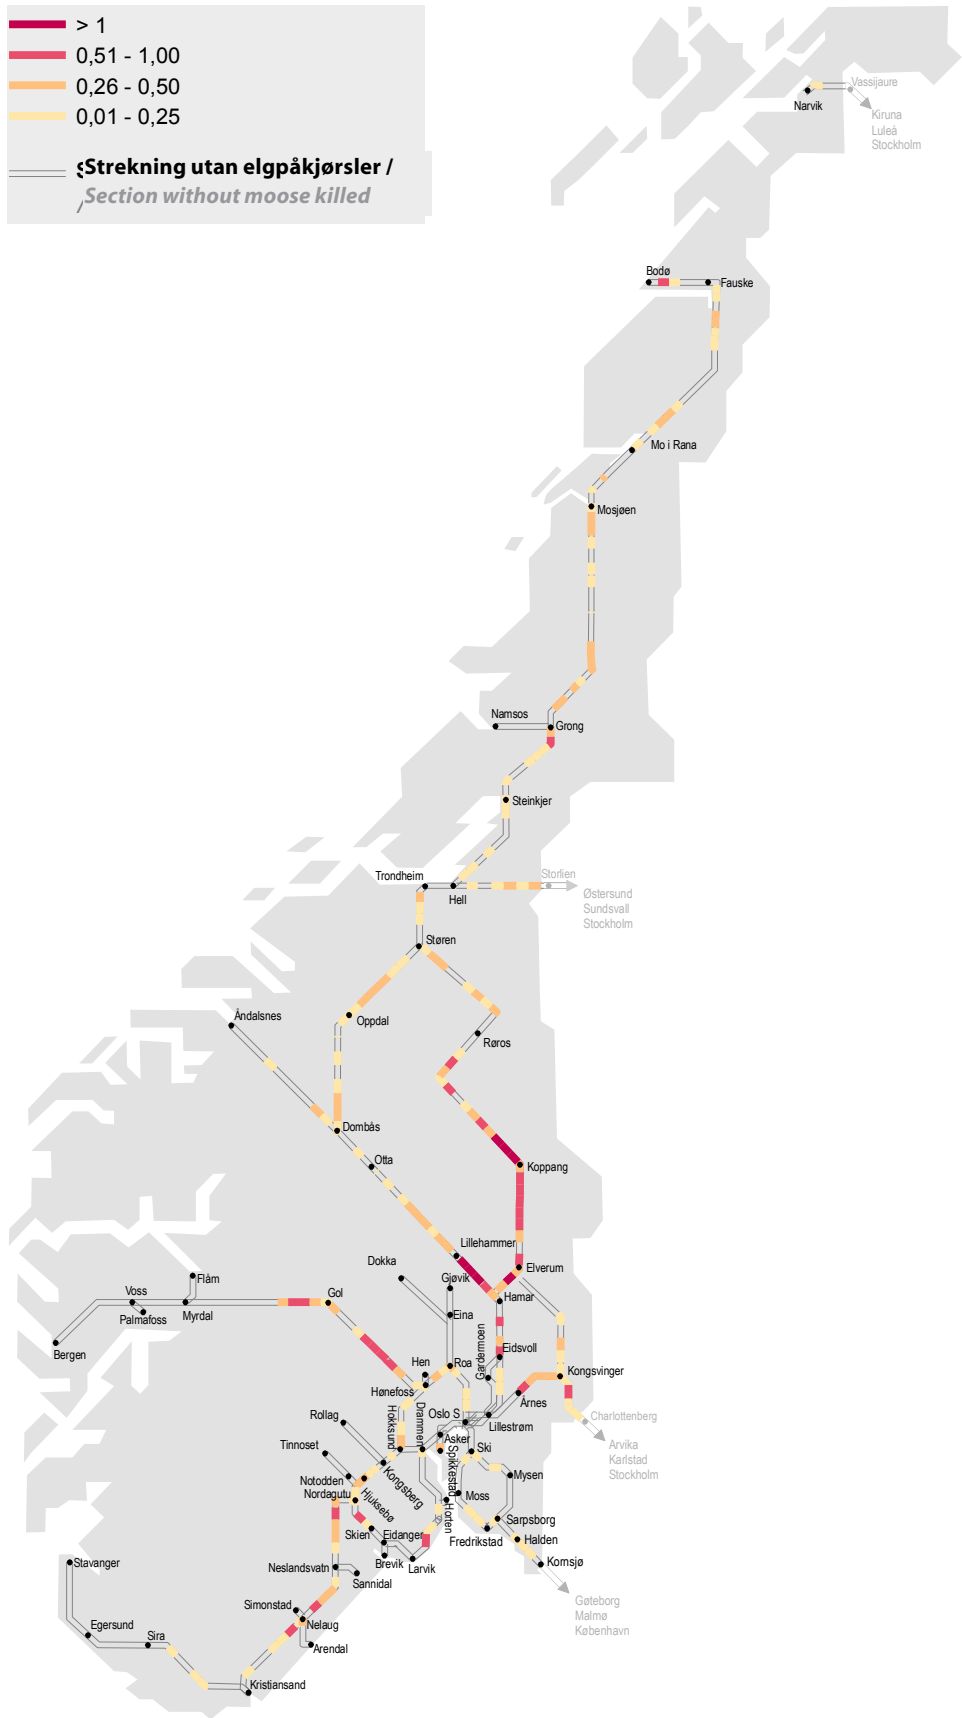 > 1
0,51 - 1,00
0,26 - 0,50
0,01 - 0,25
Strekning utan elgpåkjørsler /
Section without moose killed
Vassijaure
Narvik
Kiruna
Luleå
Stockholm
Bodø
Fauske
Mo i Rana
Mosjøen
Namsos
Grong
Steinkjer
Trondheim
Hell
Storlien
Østersund
Sundsvall
Stockholm
Støren
Åndalsnes
Oppdal
Røros
Dombås
Otta
Koppang
Lillehammer
Elverum
Dokka
Gjøvik
Hamar
Flåm
Voss
Gol
Palmafoss
Myrdal
Eina
Bergen
Gardermoen
Eidsvoll
Hen
Roa
Kongsvinger
Hønefoss
Årnes
Rollag
Hokksund
Drammen
Oslo S
Lillestrøm
Charlottenberg
Asker
Ski
Arvika
Karlstad
Stockholm
Tinnoset
Spikkestad
Mysen
Notodden
Kongsberg
Nordagutu
Hjuksebø
Moss
Horten
Sarpsborg
Skien
Eidanger
Fredrikstad
Halden
Stavanger
Brevik
Larvik
Kornsjø
Neslandsvatn
Sannidal
Gøteborg
Malmø
København
Simonstad
Nelaug
Egersund
Sira
Arendal
Kristiansand